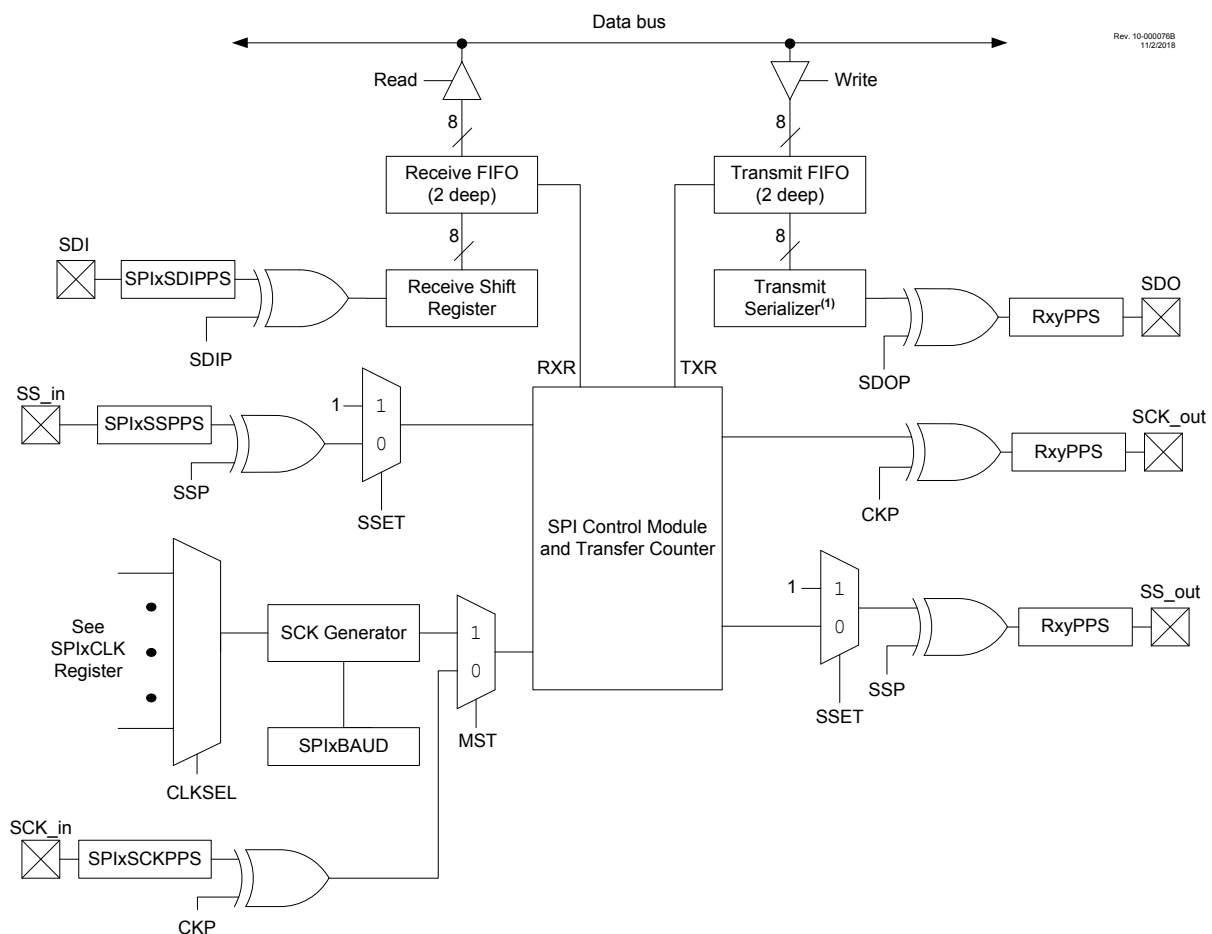 Data bus
Rev. 10-000076B
11/2/2018
Read
Write
8
8
Receive FIFO
(2 deep)
Transmit FIFO
(2 deep)
8
8
SDI
SPIxSDIPPS
Receive Shift
Register
Transmit
Serializer(1)
SDO
RxyPPS
SDIP
SDOP
RXR
TXR
SS_in
SPIxSSPPS
1
1
0
SSP
SSET
SCK_out
RxyPPS
CKP
SPI Control Module
and Transfer Counter
See
SPIxCLK
Register
SCK Generator
1
0
SPIxBAUD
MST
CLKSEL
1
1
0
SS_out
RxyPPS
SSP
SSET
SCK_in
SPIxSCKPPS
CKP